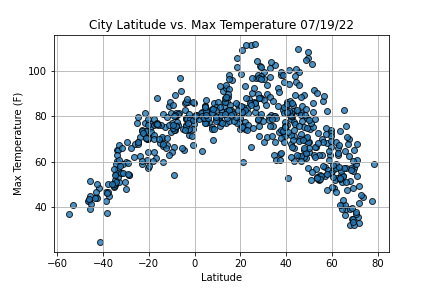 City Latitude vs. Max Temperature 07/19/22
Max Temperature (F)
100
80
60
40
−60 −40 −20 0 20 40 60 80
Latitude